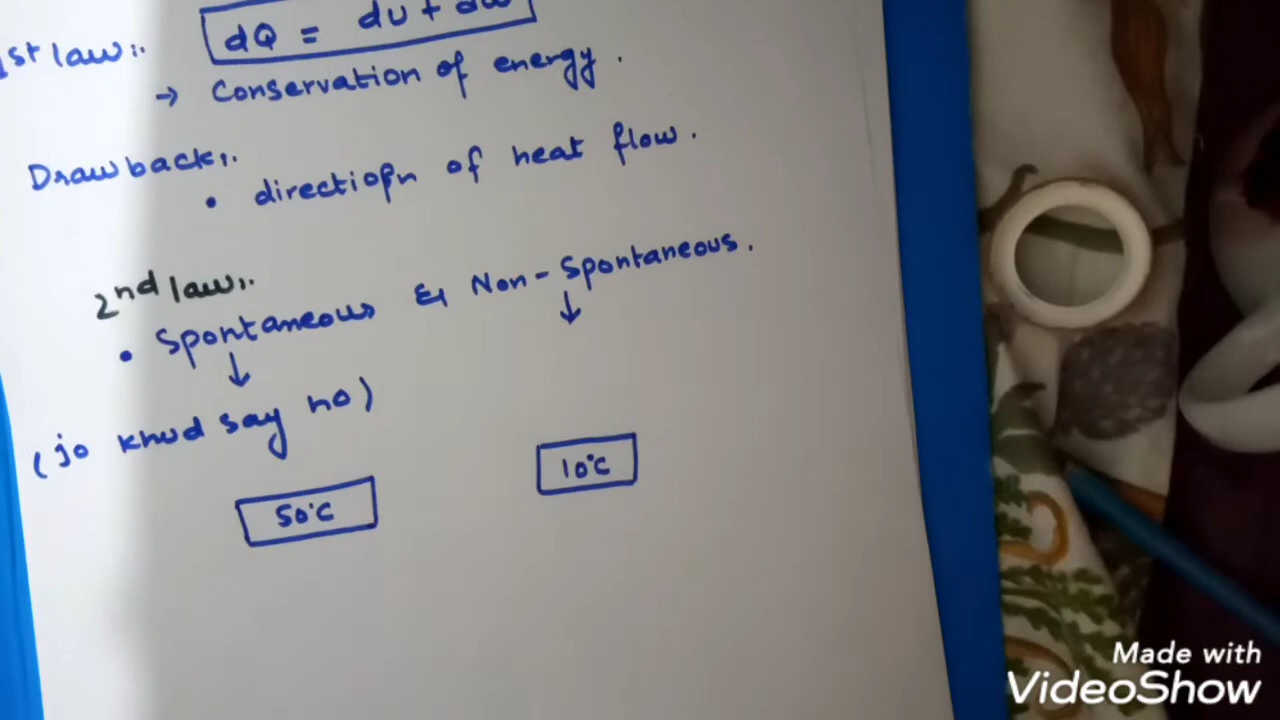 1st law:.
dQ = dU + dW
→ Conservation of energy.
Drawback:.
• directiofn of heat flow.
2nd law:.
• Spontaneous & Non-Spontaneous.
↓ ↓
(jo khud say ho)
50°C
10°C
Made with
VideoShow